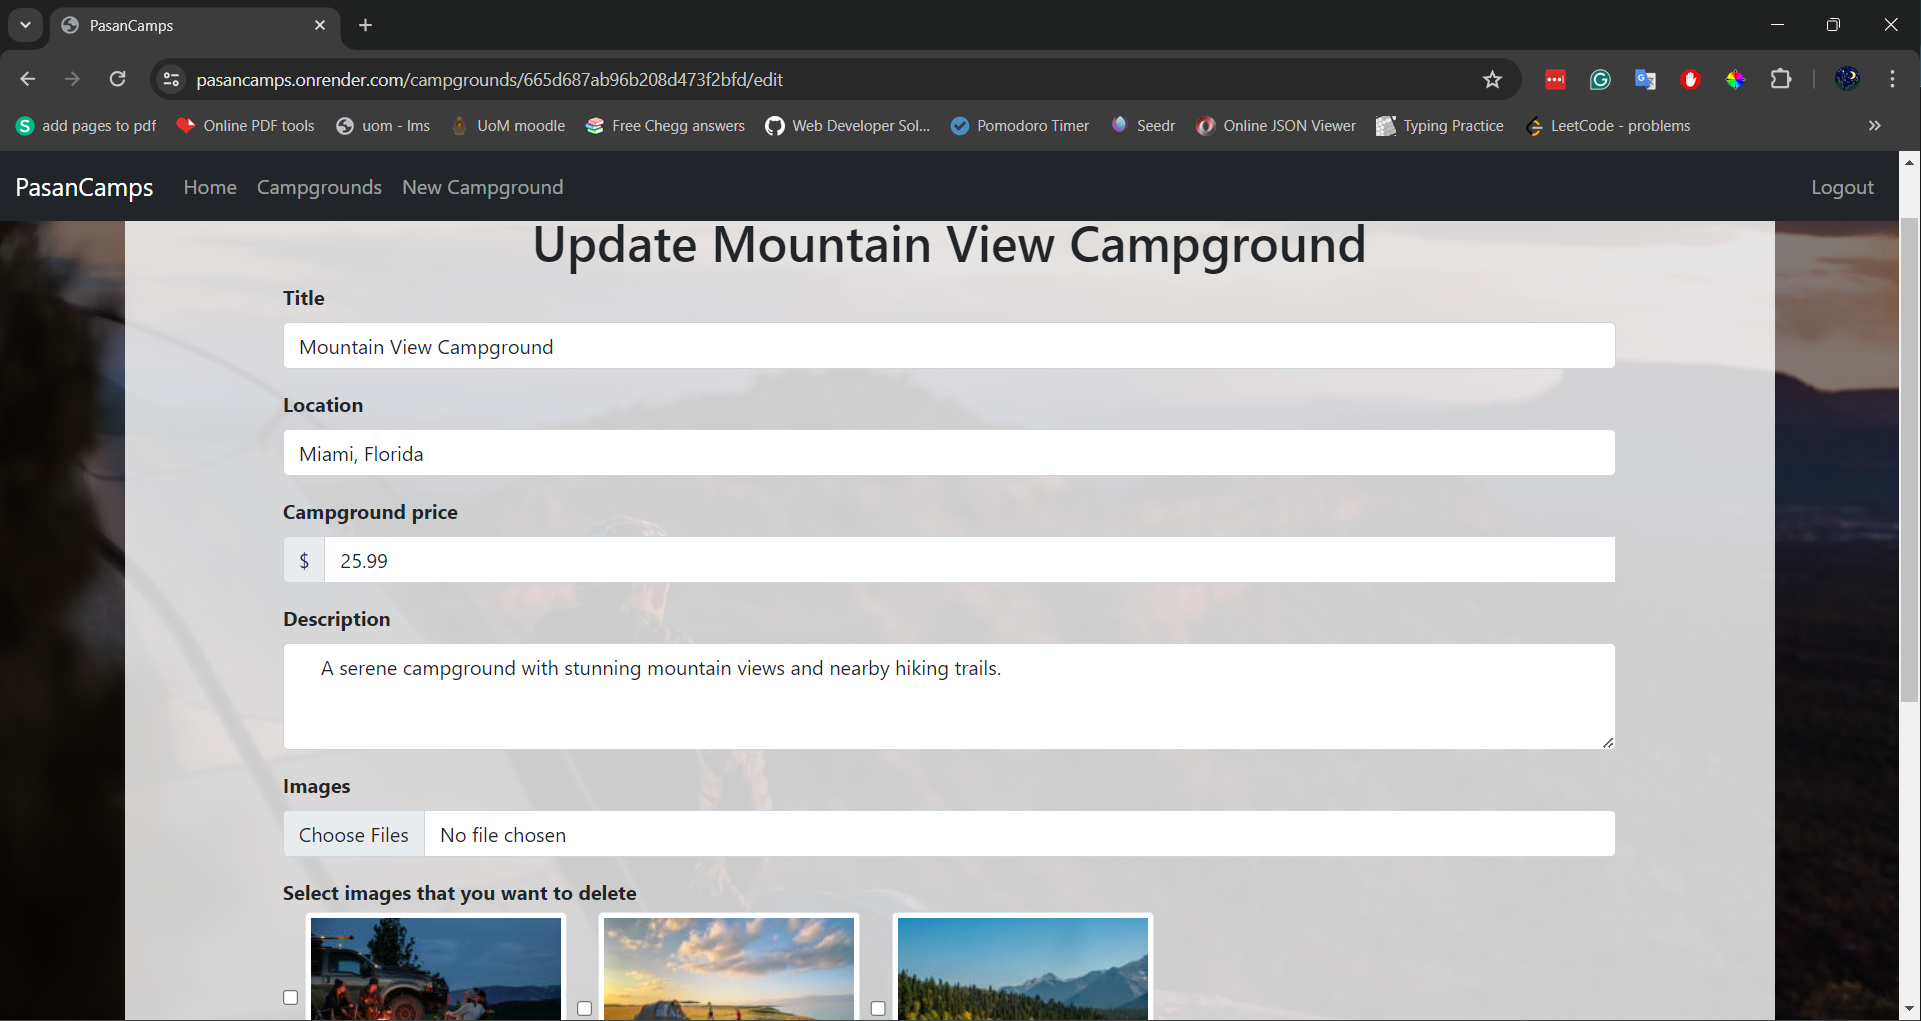 PasanCamps
pasancamps.onrender.com/campgrounds/665d687ab96b208d473f2bfd/edit
S add pages to pdf Online PDF tools uom - lms UoM moodle Free Chegg answers Web Developer Sol... Pomodoro Timer Seedr Online JSON Viewer Typing Practice LeetCode - problems
PasanCamps Home Campgrounds New Campground Logout
Update Mountain View Campground
Title
Mountain View Campground
Location
Miami, Florida
Campground price
$ 25.99
Description
A serene campground with stunning mountain views and nearby hiking trails.
Images
Choose Files No file chosen
Select images that you want to delete